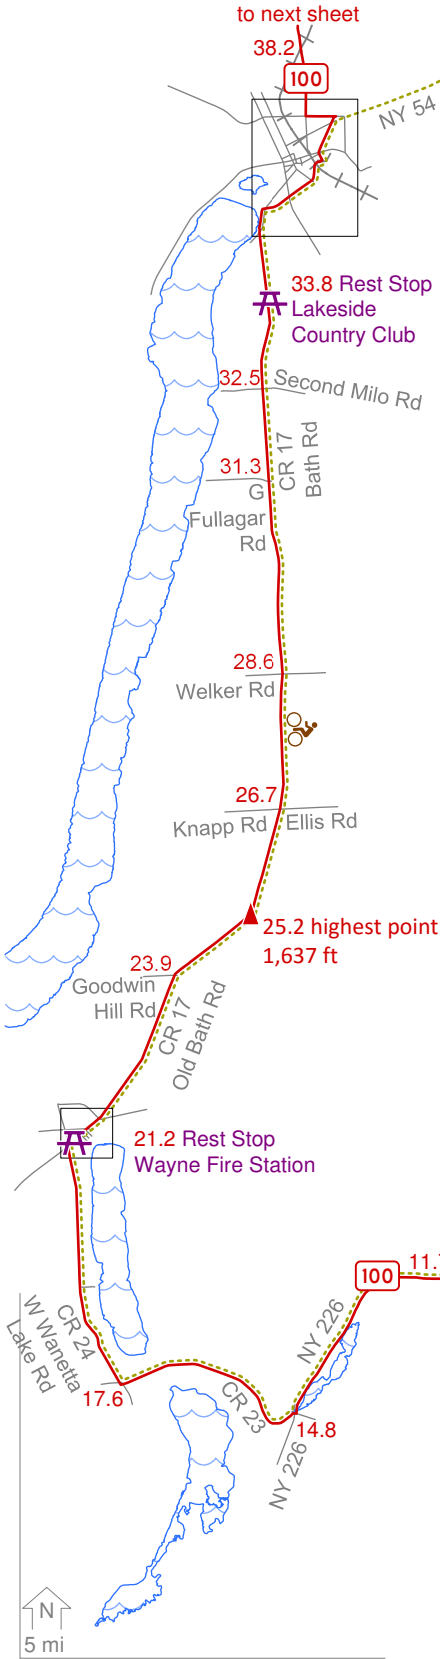 to next sheet
38.2
100
NY 54
33.8 Rest Stop
Lakeside
Country Club
32.5
Second Milo Rd
CR 17
Bath Rd
31.3
G
Fullagar
Rd
28.6
Welker Rd
26.7
Knapp Rd
Ellis Rd
25.2 highest point
1,637 ft
23.9
Goodwin
Hill Rd
CR 17
Old Bath Rd
21.2 Rest Stop
Wayne Fire Station
11.
100
NY 226
CR 24
W Wanetta
Lake Rd
17.6
CR 23
14.8
NY 226
N
5 mi